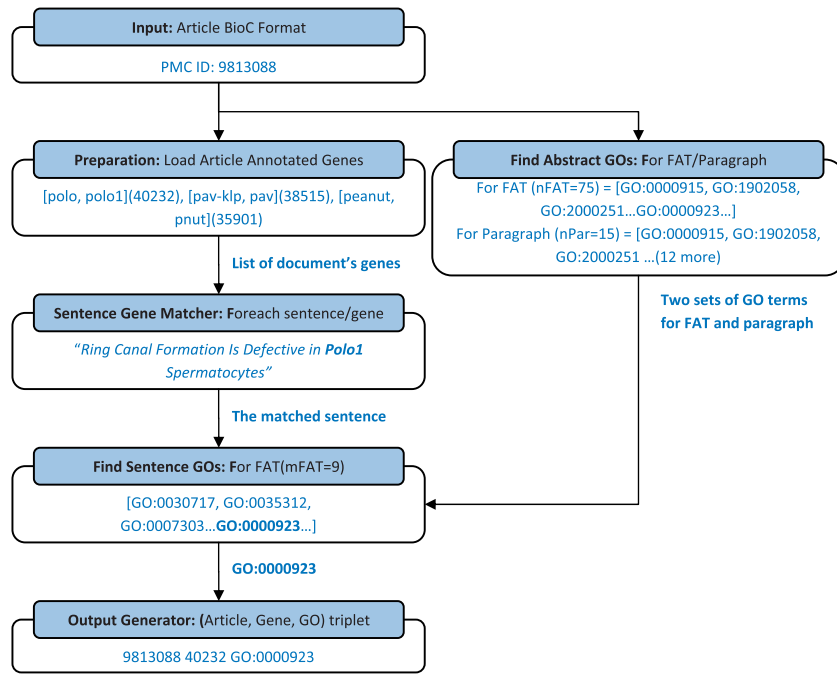 Input: Article BioC Format
PMC ID: 9813088
Preparation: Load Article Annotated Genes
[polo, polo1](40232), [pav-klp, pav](38515), [peanut,
pnut](35901)
Find Abstract GOs: For FAT/Paragraph
For FAT (nFAT=75) = [GO:0000915, GO:1902058,
GO:2000251...GO:0000923...]
For Paragraph (nPar=15) = [GO:0000915, GO:1902058,
GO:2000251 ...(12 more)
List of document's genes
Two sets of GO terms
for FAT and paragraph
Sentence Gene Matcher: Foreach sentence/gene
"Ring Canal Formation Is Defective in Polo1
Spermatocytes"
The matched sentence
Find Sentence GOs: For FAT(mFAT=9)
[GO:0030717, GO:0035312,
GO:0007303...GO:0000923...]
GO:0000923
Output Generator: (Article, Gene, GO) triplet
9813088 40232 GO:0000923